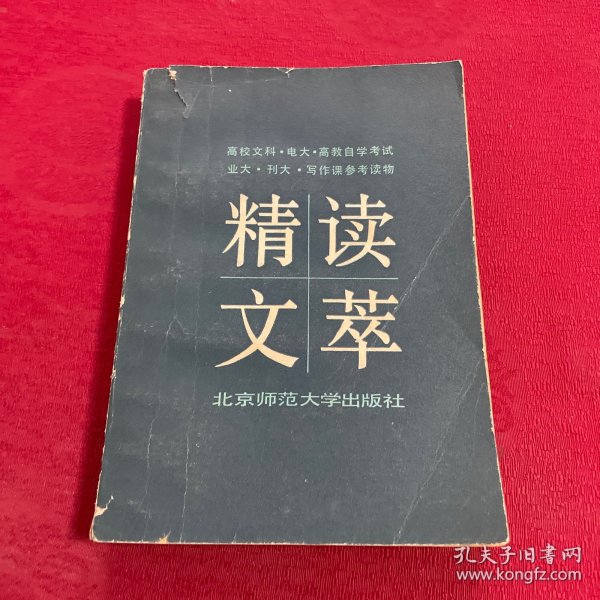 高校文科·电大·高教自学考试
业大·刊大·写作课参考读物
精读
文萃
北京师范大学出版社
孔夫子旧书网
www.kongfz.com